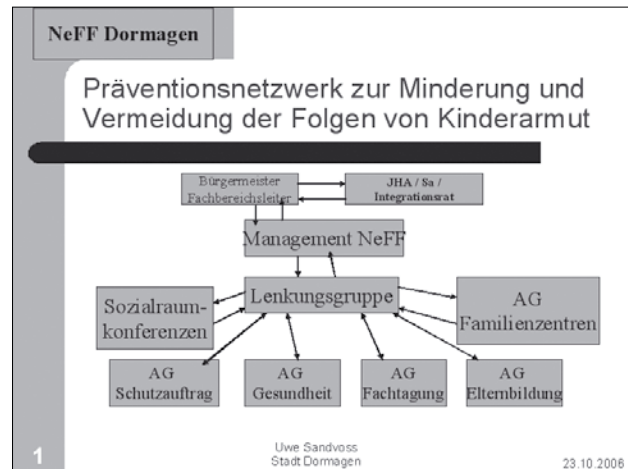 NeFF Dormagen
Präventionsnetzwerk zur Minderung und
Vermeidung der Folgen von Kinderarmut
Bürgermeister
Fachbereichsleiter
JHA / Sa /
Integrationsrat
Management NeFF
Lenkungsgruppe
Sozialraum-
konferenzen
AG
Familienzentren
AG
Schutzauftrag
AG
Gesundheit
AG
Fachtagung
AG
Elternbildung
1
Uwe Sandvoss
Stadt Dormagen
23.10.2006